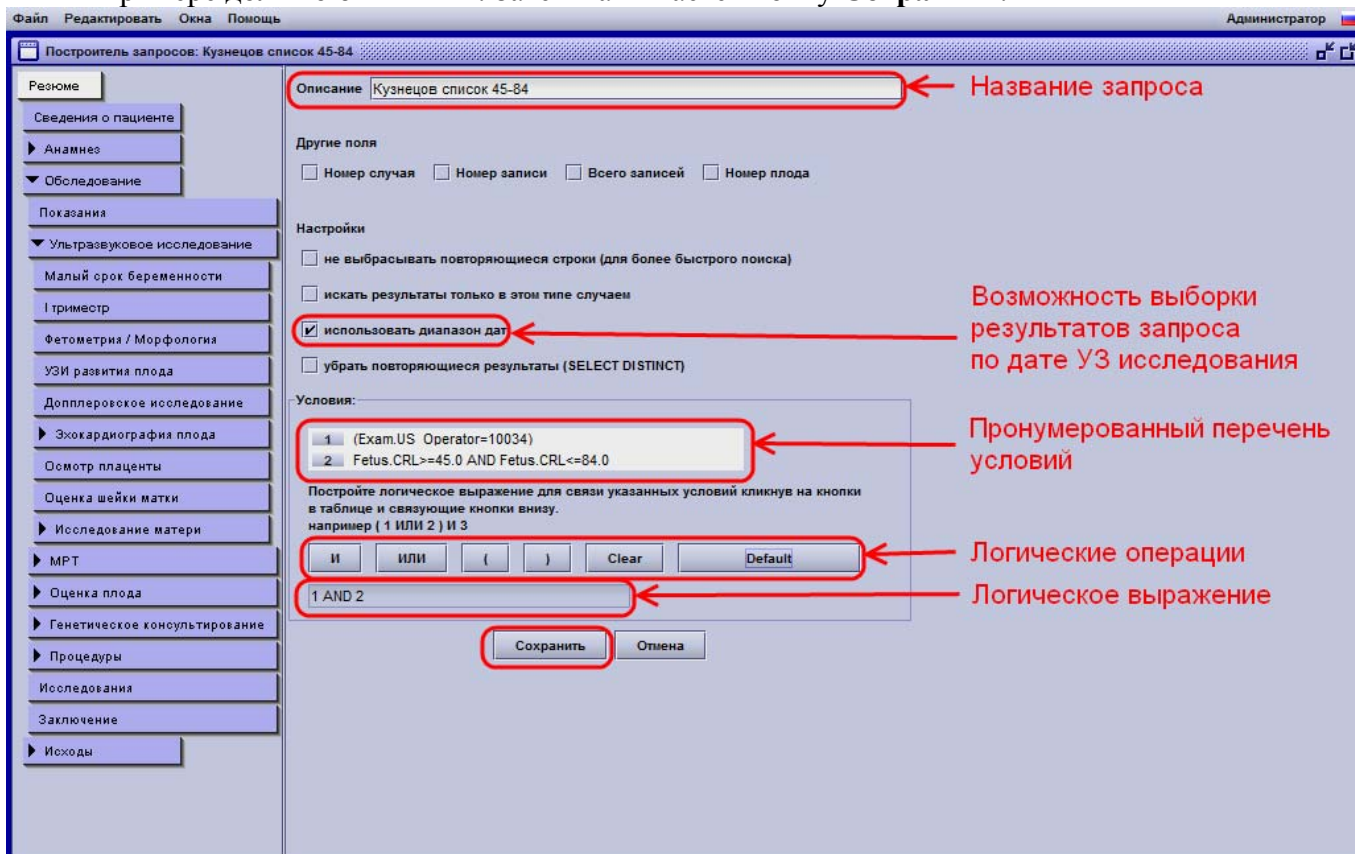 Файл Редактировать Окна Помощь
Администратор
Построитель запросов: Кузнецов список 45-84
Резюме
Сведения о пациенте
Анамнез
Обследование
Показания
Ультразвуковое исследование
Малый срок беременности
I триместр
Фетометрия / Морфология
УЗИ развития плода
Допплеровское исследование
Эхокардиография плода
Осмотр плаценты
Оценка шейки матки
Исследование матери
МРТ
Оценка плода
Генетическое консультирование
Процедуры
Исследования
Заключение
Исходы
Описание Кузнецов список 45-84
Название запроса
Другие поля
Номер случая Номер записи Всего записей Номер плода
Настройки
не выбрасывать повторяющиеся строки (для более быстрого поиска)
искать результаты только в этом типе случаем
использовать диапазон дат
Возможность выборки
результатов запроса
по дате УЗ исследования
убрать повторяющиеся результаты (SELECT DISTINCT)
Условия:
1 (Exam.US_Operator=10034)
2 Fetus.CRL>=45.0 AND Fetus.CRL<=84.0
Пронумерованный перечень
условий
Постройте логическое выражение для связи указанных условий кликнув на кнопки
в таблице и связующие кнопки внизу.
например ( 1 ИЛИ 2 ) И 3
И ИЛИ ( ) Clear Default
Логические операции
1 AND 2
Логическое выражение
Сохранить Отмена